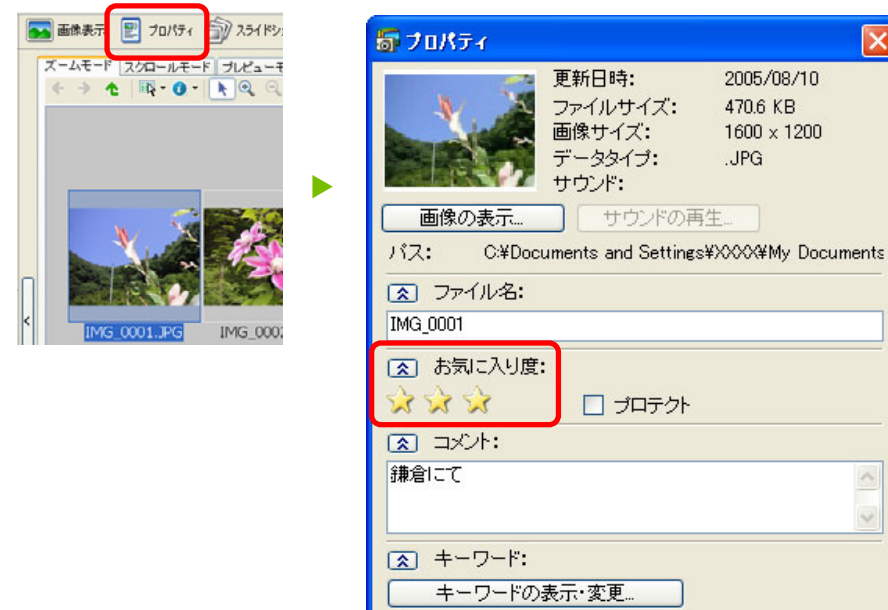 画像表示
プロパティ
スライドショ
ズームモード
スクロールモード
プレビューモ
IMG_0001.JPG
IMG_0002
プロパティ
更新日時: 2005/08/10
ファイルサイズ: 470.6 KB
画像サイズ: 1600 x 1200
データタイプ: .JPG
サウンド:
画像の表示...
サウンドの再生...
パス: C:¥Documents and Settings¥XXXX¥My Documents
ファイル名:
IMG_0001
お気に入り度:
プロテクト
コメント:
鎌倉にて
キーワード:
キーワードの表示・変更...